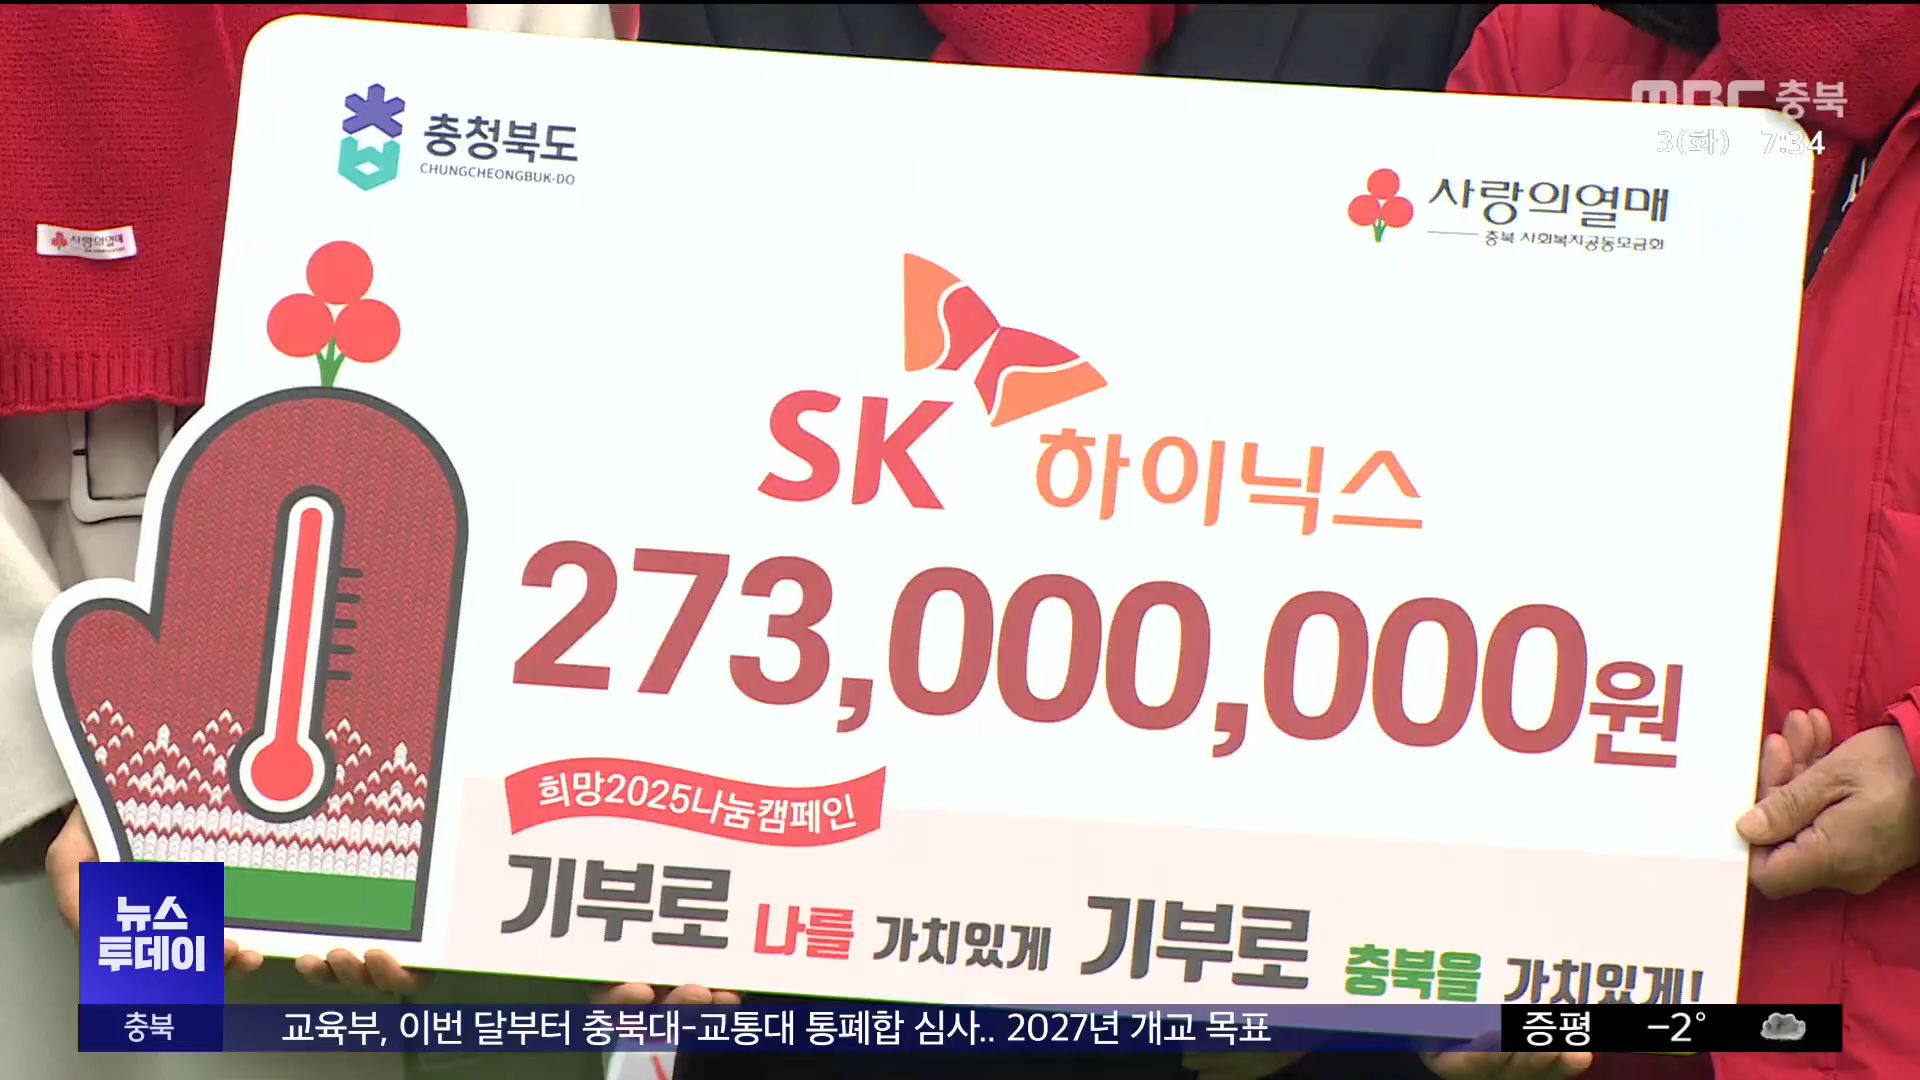 MBC 충북
3(화) 7:34
충청북도
CHUNGCHEONGBUK-DO
사랑의열매
충북 사회복지공동모금회
사랑의열매
SK 하이닉스
273,000,000원
희망2025나눔캠페인
기부로 나를 가치있게 기부로 충북을 가치있게!
뉴스
투데이
충북
교육부, 이번 달부터 충북대-교통대 통폐합 심사.. 2027년 개교 목표
증평 -2°